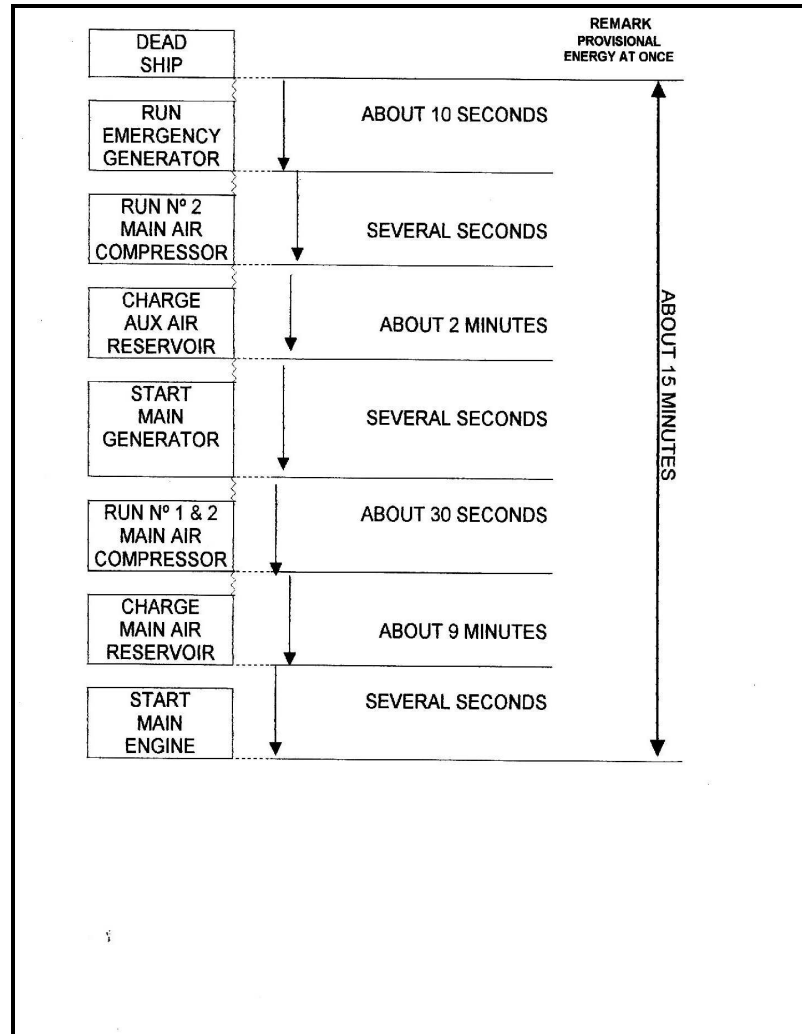 REMARK
PROVISIONAL
ENERGY AT ONCE
DEAD
SHIP
RUN
EMERGENCY
GENERATOR
ABOUT 10 SECONDS
RUN Nº 2
MAIN AIR
COMPRESSOR
SEVERAL SECONDS
CHARGE
AUX AIR
RESERVOIR
ABOUT 2 MINUTES
START
MAIN
GENERATOR
SEVERAL SECONDS
RUN Nº 1 & 2
MAIN AIR
COMPRESSOR
ABOUT 30 SECONDS
CHARGE
MAIN AIR
RESERVOIR
ABOUT 9 MINUTES
START
MAIN
ENGINE
SEVERAL SECONDS
ABOUT 15 MINUTES